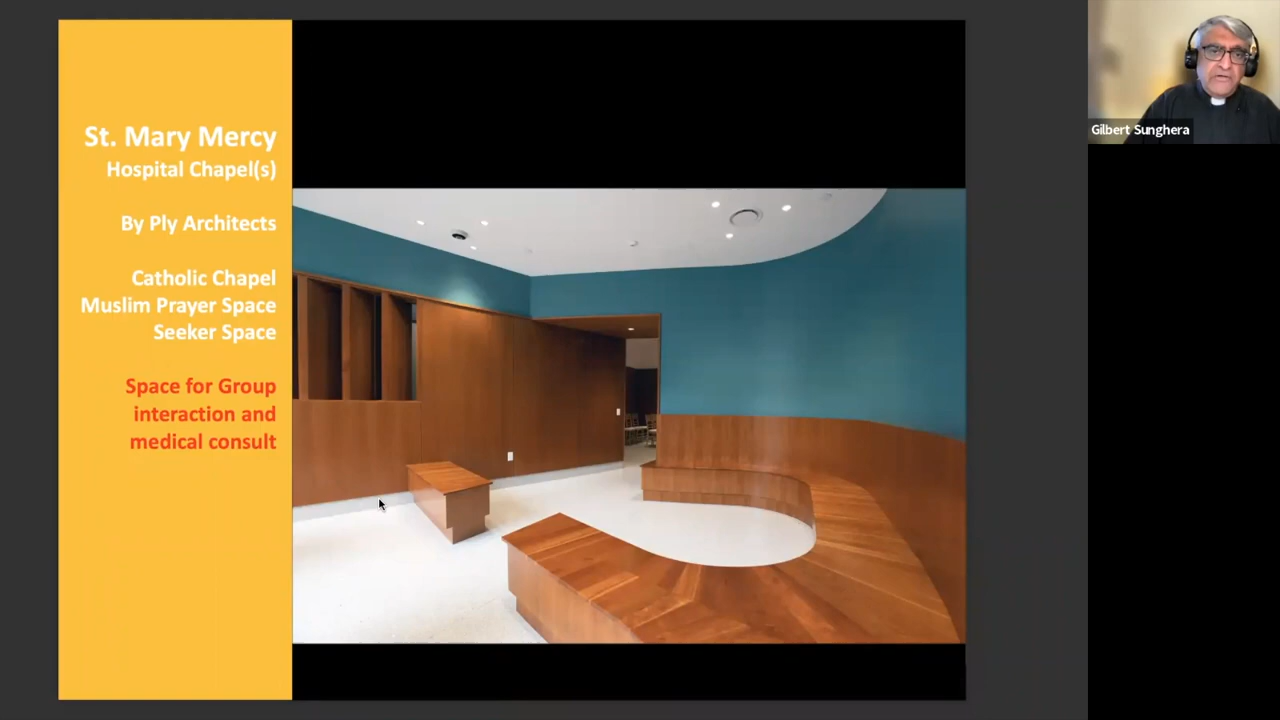 St. Mary Mercy
Hospital Chapel(s)
By Ply Architects
Catholic Chapel
Muslim Prayer Space
Seeker Space
Space for Group
interaction and
medical consult
Gilbert Sunghera